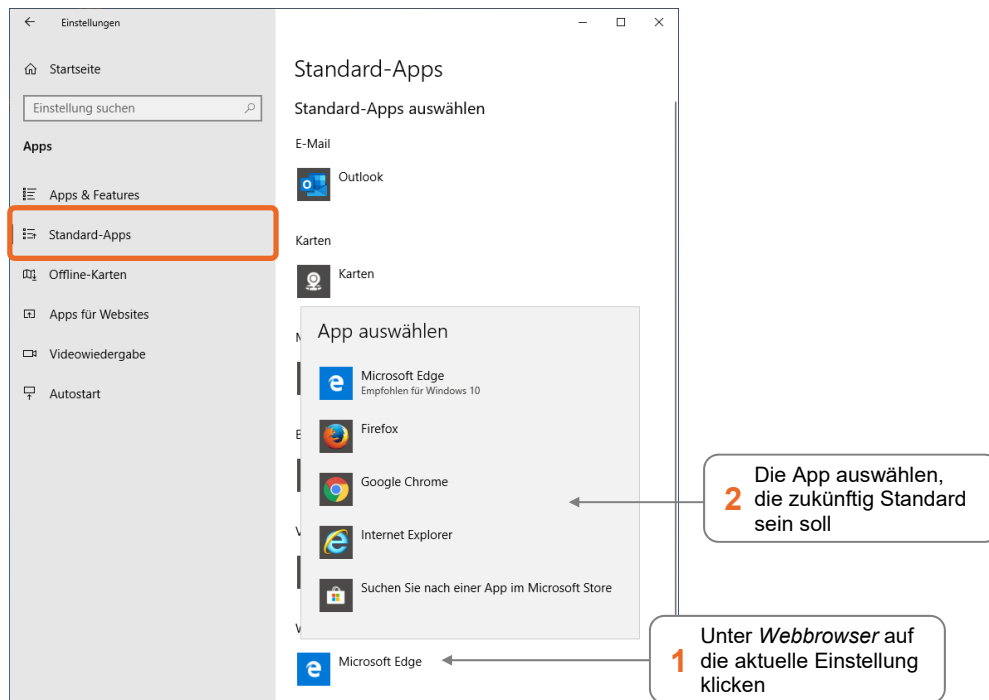 Einstellungen
Startseite
Einstellung suchen
Apps
Apps & Features
Standard-Apps
Offline-Karten
Apps für Websites
Videowiedergabe
Autostart
Standard-Apps
Standard-Apps auswählen
E-Mail
Outlook
Karten
Karten
App auswählen
Microsoft Edge
Empfohlen für Windows 10
Firefox
Google Chrome
Internet Explorer
Suchen Sie nach einer App im Microsoft Store
Microsoft Edge
2 Die App auswählen,
die zukünftig Standard
sein soll
1 Unter Webbrowser auf
die aktuelle Einstellung
klicken